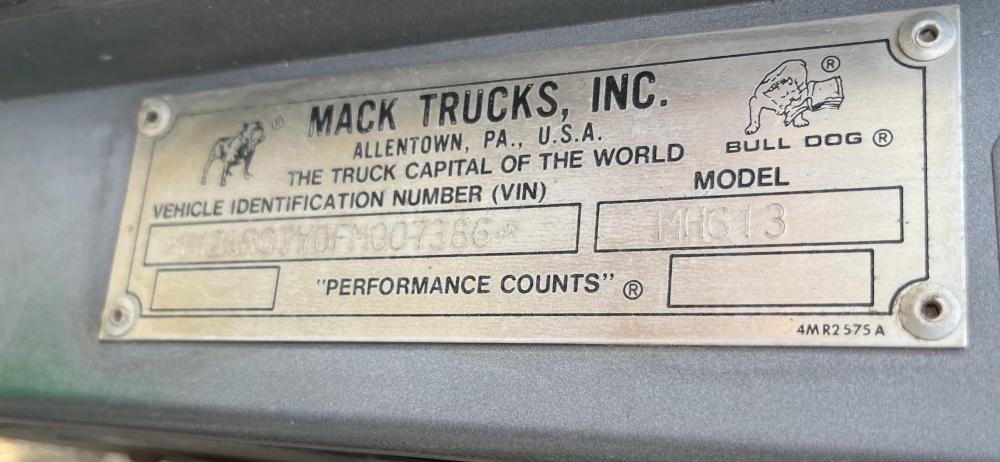 ® MACK TRUCKS, INC. ®
ALLENTOWN, PA., U.S.A.
BULL DOG ®
THE TRUCK CAPITAL OF THE WORLD
VEHICLE IDENTIFICATION NUMBER (VIN)
MODEL
MH613
"PERFORMANCE COUNTS" ®
4MR2575A